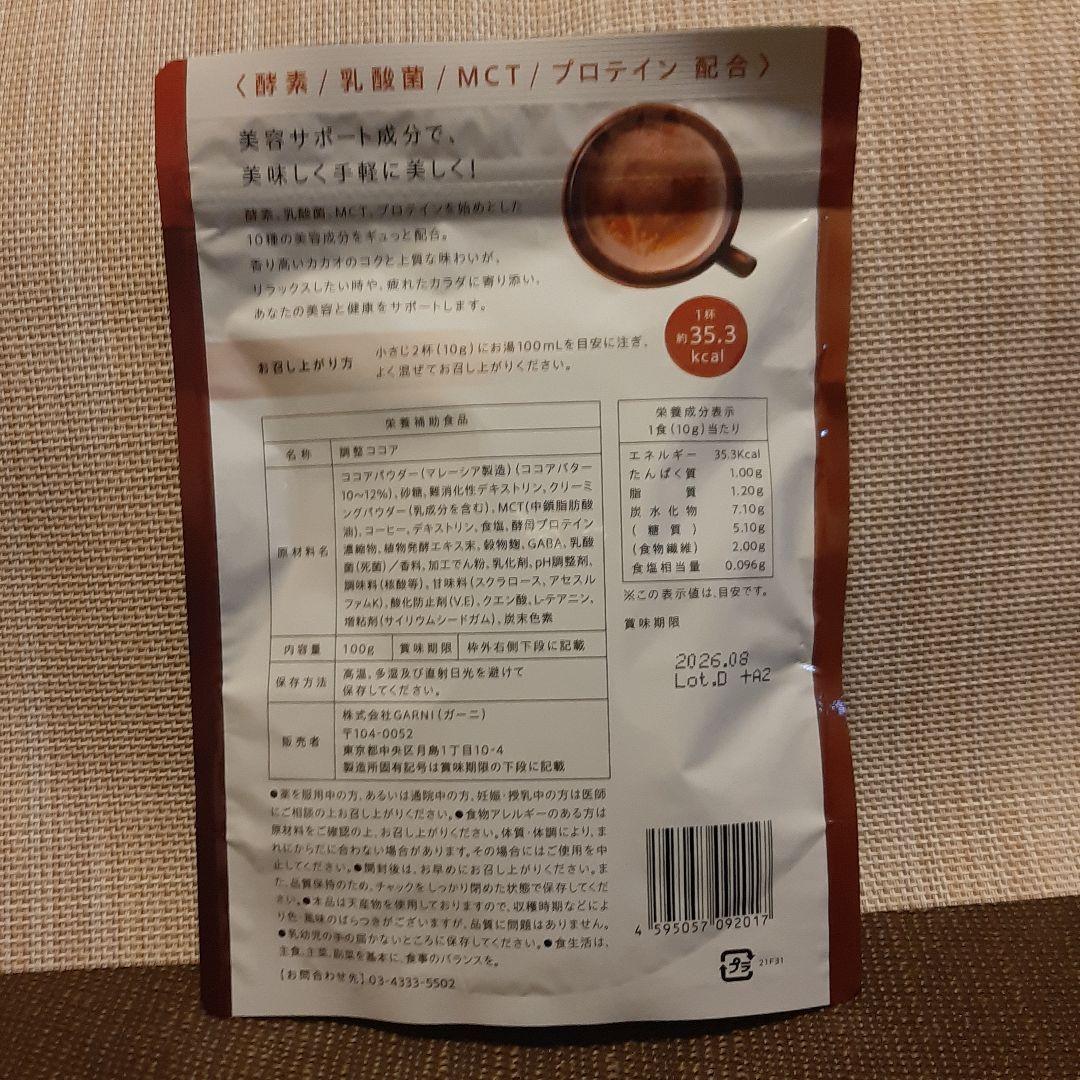 〈酵素/乳酸菌/MCT/プロテイン 配合〉
美容サポート成分で、
美味しく手軽に美しく!
酵素、乳酸菌、MCT、プロテインを始めとした
10種の美容成分をギュっと配合。
香り高いカカオのコクと上質な味わいが、
リラックスしたい時や、疲れたカラダに寄り添い、
あなたの美容と健康をサポートします。
1杯
約35.3
kcal
お召し上がり方
小さじ2杯(10g)にお湯100mLを目安に注ぎ、
よく混ぜてお召し上がりください。
栄養補助食品
名称 調整ココア
原材料名
ココアパウダー(マレーシア製造)(ココアバター
10~12%)、砂糖、難消化性デキストリン、クリーミ
ングパウダー(乳成分を含む)、MCT(中鎖脂肪酸
油)、コーヒー、デキストリン、食塩、酵母プロテイン
濃縮物、植物発酵エキス末、穀物麹、GABA、乳酸
菌(死菌)/香料、加工でん粉、乳化剤、pH調整剤、
調味料(核酸等)、甘味料(スクラロース、アセスル
ファムK)、酸化防止剤(V.E)、クエン酸、L-テアニン、
増粘剤(サイリウムシードガム)、炭末色素
内容量 100g 賞味期限 枠外右側下段に記載
保存方法
高温、多湿及び直射日光を避けて
保存してください。
販売者
株式会社GARNI(ガーニ)
〒104-0052
東京都中央区月島1丁目10-4
製造所固有記号は賞味期限の下段に記載
栄養成分表示
1食(10g)当たり
エネルギー 35.3Kcal
たんぱく質 1.00g
脂質 1.20g
炭水化物 7.10g
(糖質) 5.10g
(食物繊維) 2.00g
食塩相当量 0.096g
※この表示値は、目安です。
賞味期限
2026.08
Lot.D +A2
●薬を服用中の方、あるいは通院中の方、妊娠・授乳中の方は医師
にご相談の上お召し上がりください。●食物アレルギーのある方は
原材料をご確認の上、お召し上がりください。体質・体調により、ま
れにからだに合わない場合があります。その場合にはご使用を中
止してください。●開封後は、お早めにお召し上がりください。ま
た、品質保持のため、チャックをしっかり閉めた状態で保存してくだ
さい。●本品は天産物を使用しておりますので、収穫時期などによ
り色・風味のばらつきがございますが、品質に問題はありません。
●乳幼児の手の届かないところに保存してください。●食生活は、
主食、主菜、副菜を基本に、食事のバランスを。
【お問合わせ先】03-4333-5502
4 595057 092017
プラ
21F31